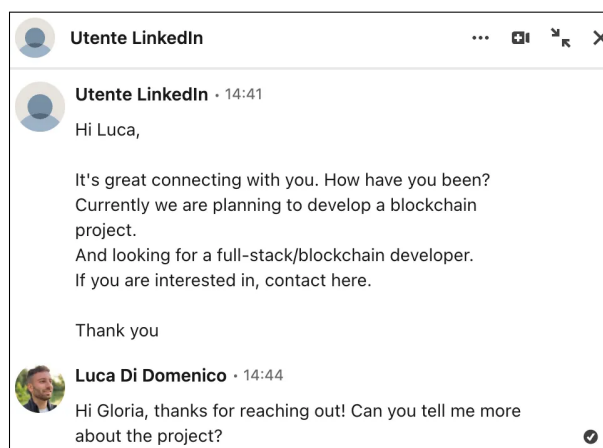 Utente LinkedIn
Utente LinkedIn • 14:41
Hi Luca,
It's great connecting with you. How have you been?
Currently we are planning to develop a blockchain
project.
And looking for a full-stack/blockchain developer.
If you are interested in, contact here.
Thank you
Luca Di Domenico • 14:44
Hi Gloria, thanks for reaching out! Can you tell me more
about the project?